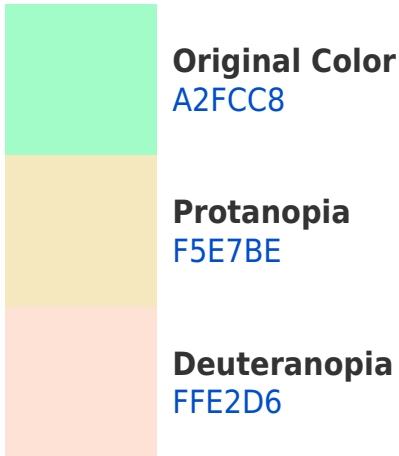 Original Color
A2FCC8
Protanopia
F5E7BE
Deuteranopia
FFE2D6